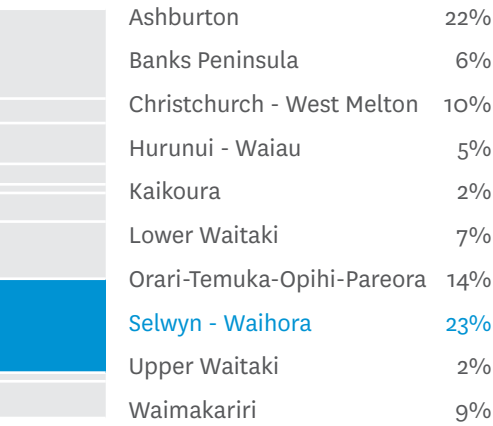 Ashburton 22%
Banks Peninsula 6%
Christchurch - West Melton 10%
Hurunui - Waiau 5%
Kaikoura 2%
Lower Waitaki 7%
Orari-Temuka-Opihi-Pareora 14%
Selwyn - Waihora 23%
Upper Waitaki 2%
Waimakariri 9%